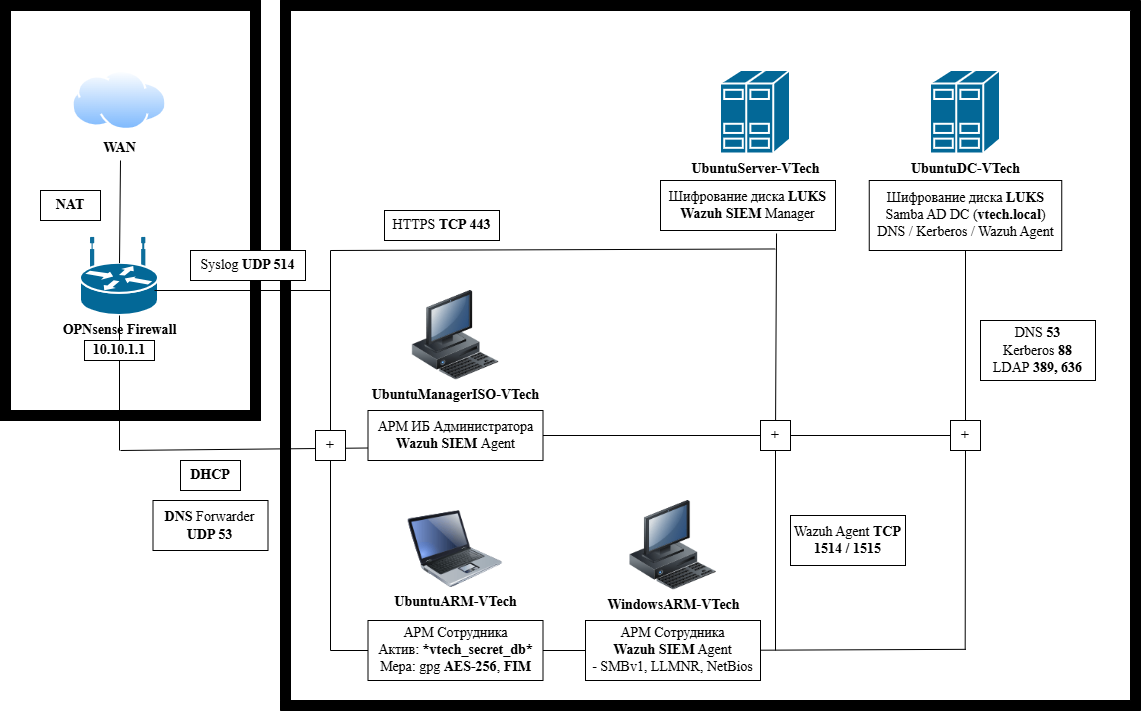 WAN
NAT
OPNsense Firewall
10.10.1.1
Syslog UDP 514
HTTPS TCP 443
DHCP
DNS Forwarder
UDP 53
UbuntuServer-VTech
Шифрование диска LUKS
Wazuh SIEM Manager
UbuntuDC-VTech
Шифрование диска LUKS
Samba AD DC (vtech.local)
DNS / Kerberos / Wazuh Agent
DNS 53
Kerberos 88
LDAP 389, 636
UbuntuManagerISO-VTech
АРМ ИБ Администратора
Wazuh SIEM Agent
+
+
+
Wazuh Agent TCP
1514 / 1515
UbuntuARM-VTech
АРМ Сотрудника
Актив: *vtech_secret_db*
Мера: gpg AES-256, FIM
WindowsARM-VTech
АРМ Сотрудника
Wazuh SIEM Agent
- SMBv1, LLMNR, NetBios